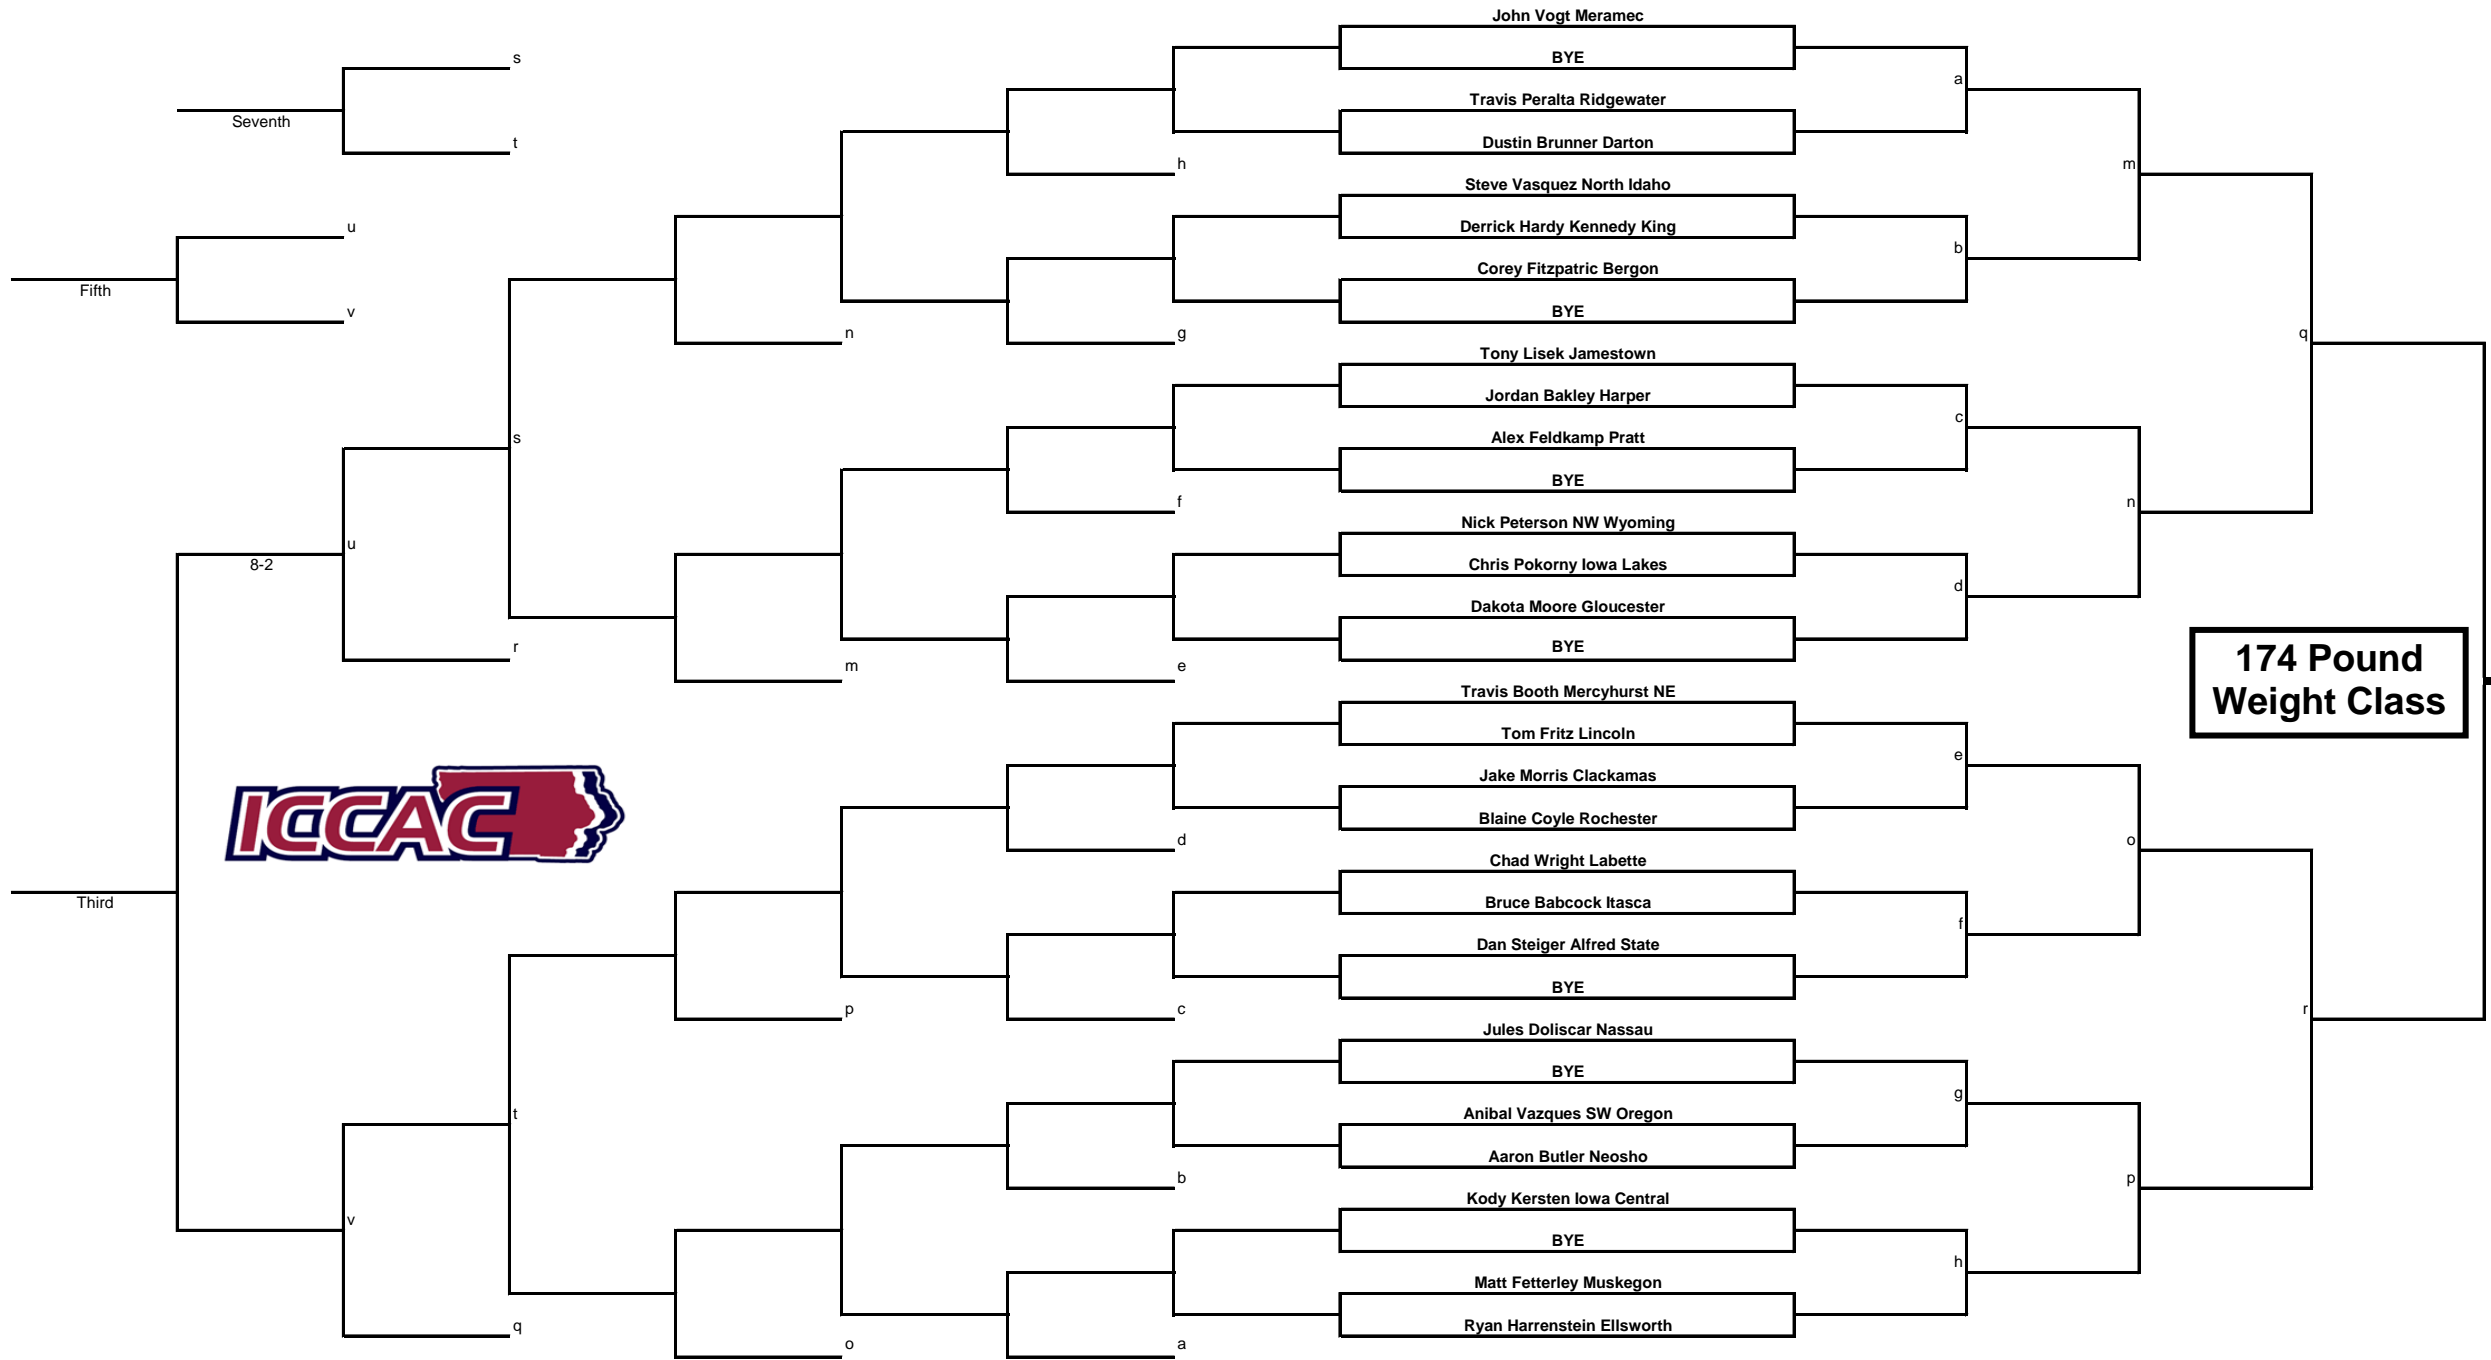 John Vogt Meramec
s
BYE
a
Travis Peralta Ridgewater
Seventh
t
Dustin Brunner Darton
h
m
Steve Vasquez North Idaho
u
Derrick Hardy Kennedy King
b
Corey Fitzpatric Bergon
Fifth
v
BYE
n
g
q
Tony Lisek Jamestown
Jordan Bakley Harper
c
s
Alex Feldkamp Pratt
BYE
f
n
Nick Peterson NW Wyoming
u
8-2
Chris Pokorny Iowa Lakes
d
Dakota Moore Gloucester
r
BYE
m
e
174 Pound
Weight Class
Travis Booth Mercyhurst NE
Tom Fritz Lincoln
e
Jake Morris Clackamas
ICCAC
Blaine Coyle Rochester
d
o
Chad Wright Labette
Third
Bruce Babcock Itasca
f
Dan Steiger Alfred State
BYE
p
c
r
Jules Doliscar Nassau
BYE
g
t
Anibal Vazques SW Oregon
Aaron Butler Neosho
b
p
Kody Kersten Iowa Central
v
BYE
h
Matt Fetterley Muskegon
q
Ryan Harrenstein Ellsworth
o
a